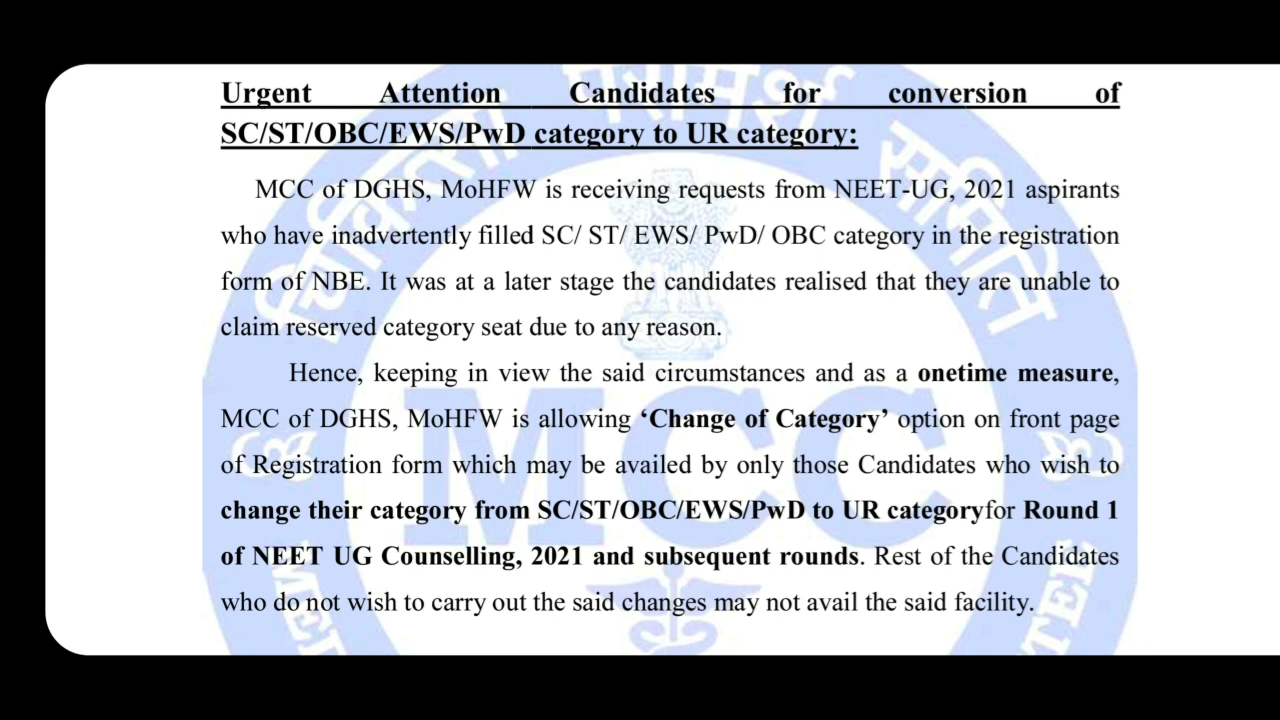 Urgent Attention Candidates for conversion of
SC/ST/OBC/EWS/PwD category to UR category:
MCC of DGHS, MoHFW is receiving requests from NEET-UG, 2021 aspirants
who have inadvertently filled SC/ ST/ EWS/ PwD/ OBC category in the registration
form of NBE. It was at a later stage the candidates realised that they are unable to
claim reserved category seat due to any reason.
Hence, keeping in view the said circumstances and as a onetime measure,
MCC of DGHS, MoHFW is allowing ‘Change of Category’ option on front page
of Registration form which may be availed by only those Candidates who wish to
change their category from SC/ST/OBC/EWS/PwD to UR categoryfor Round 1
of NEET UG Counselling, 2021 and subsequent rounds. Rest of the Candidates
who do not wish to carry out the said changes may not avail the said facility.
MCC